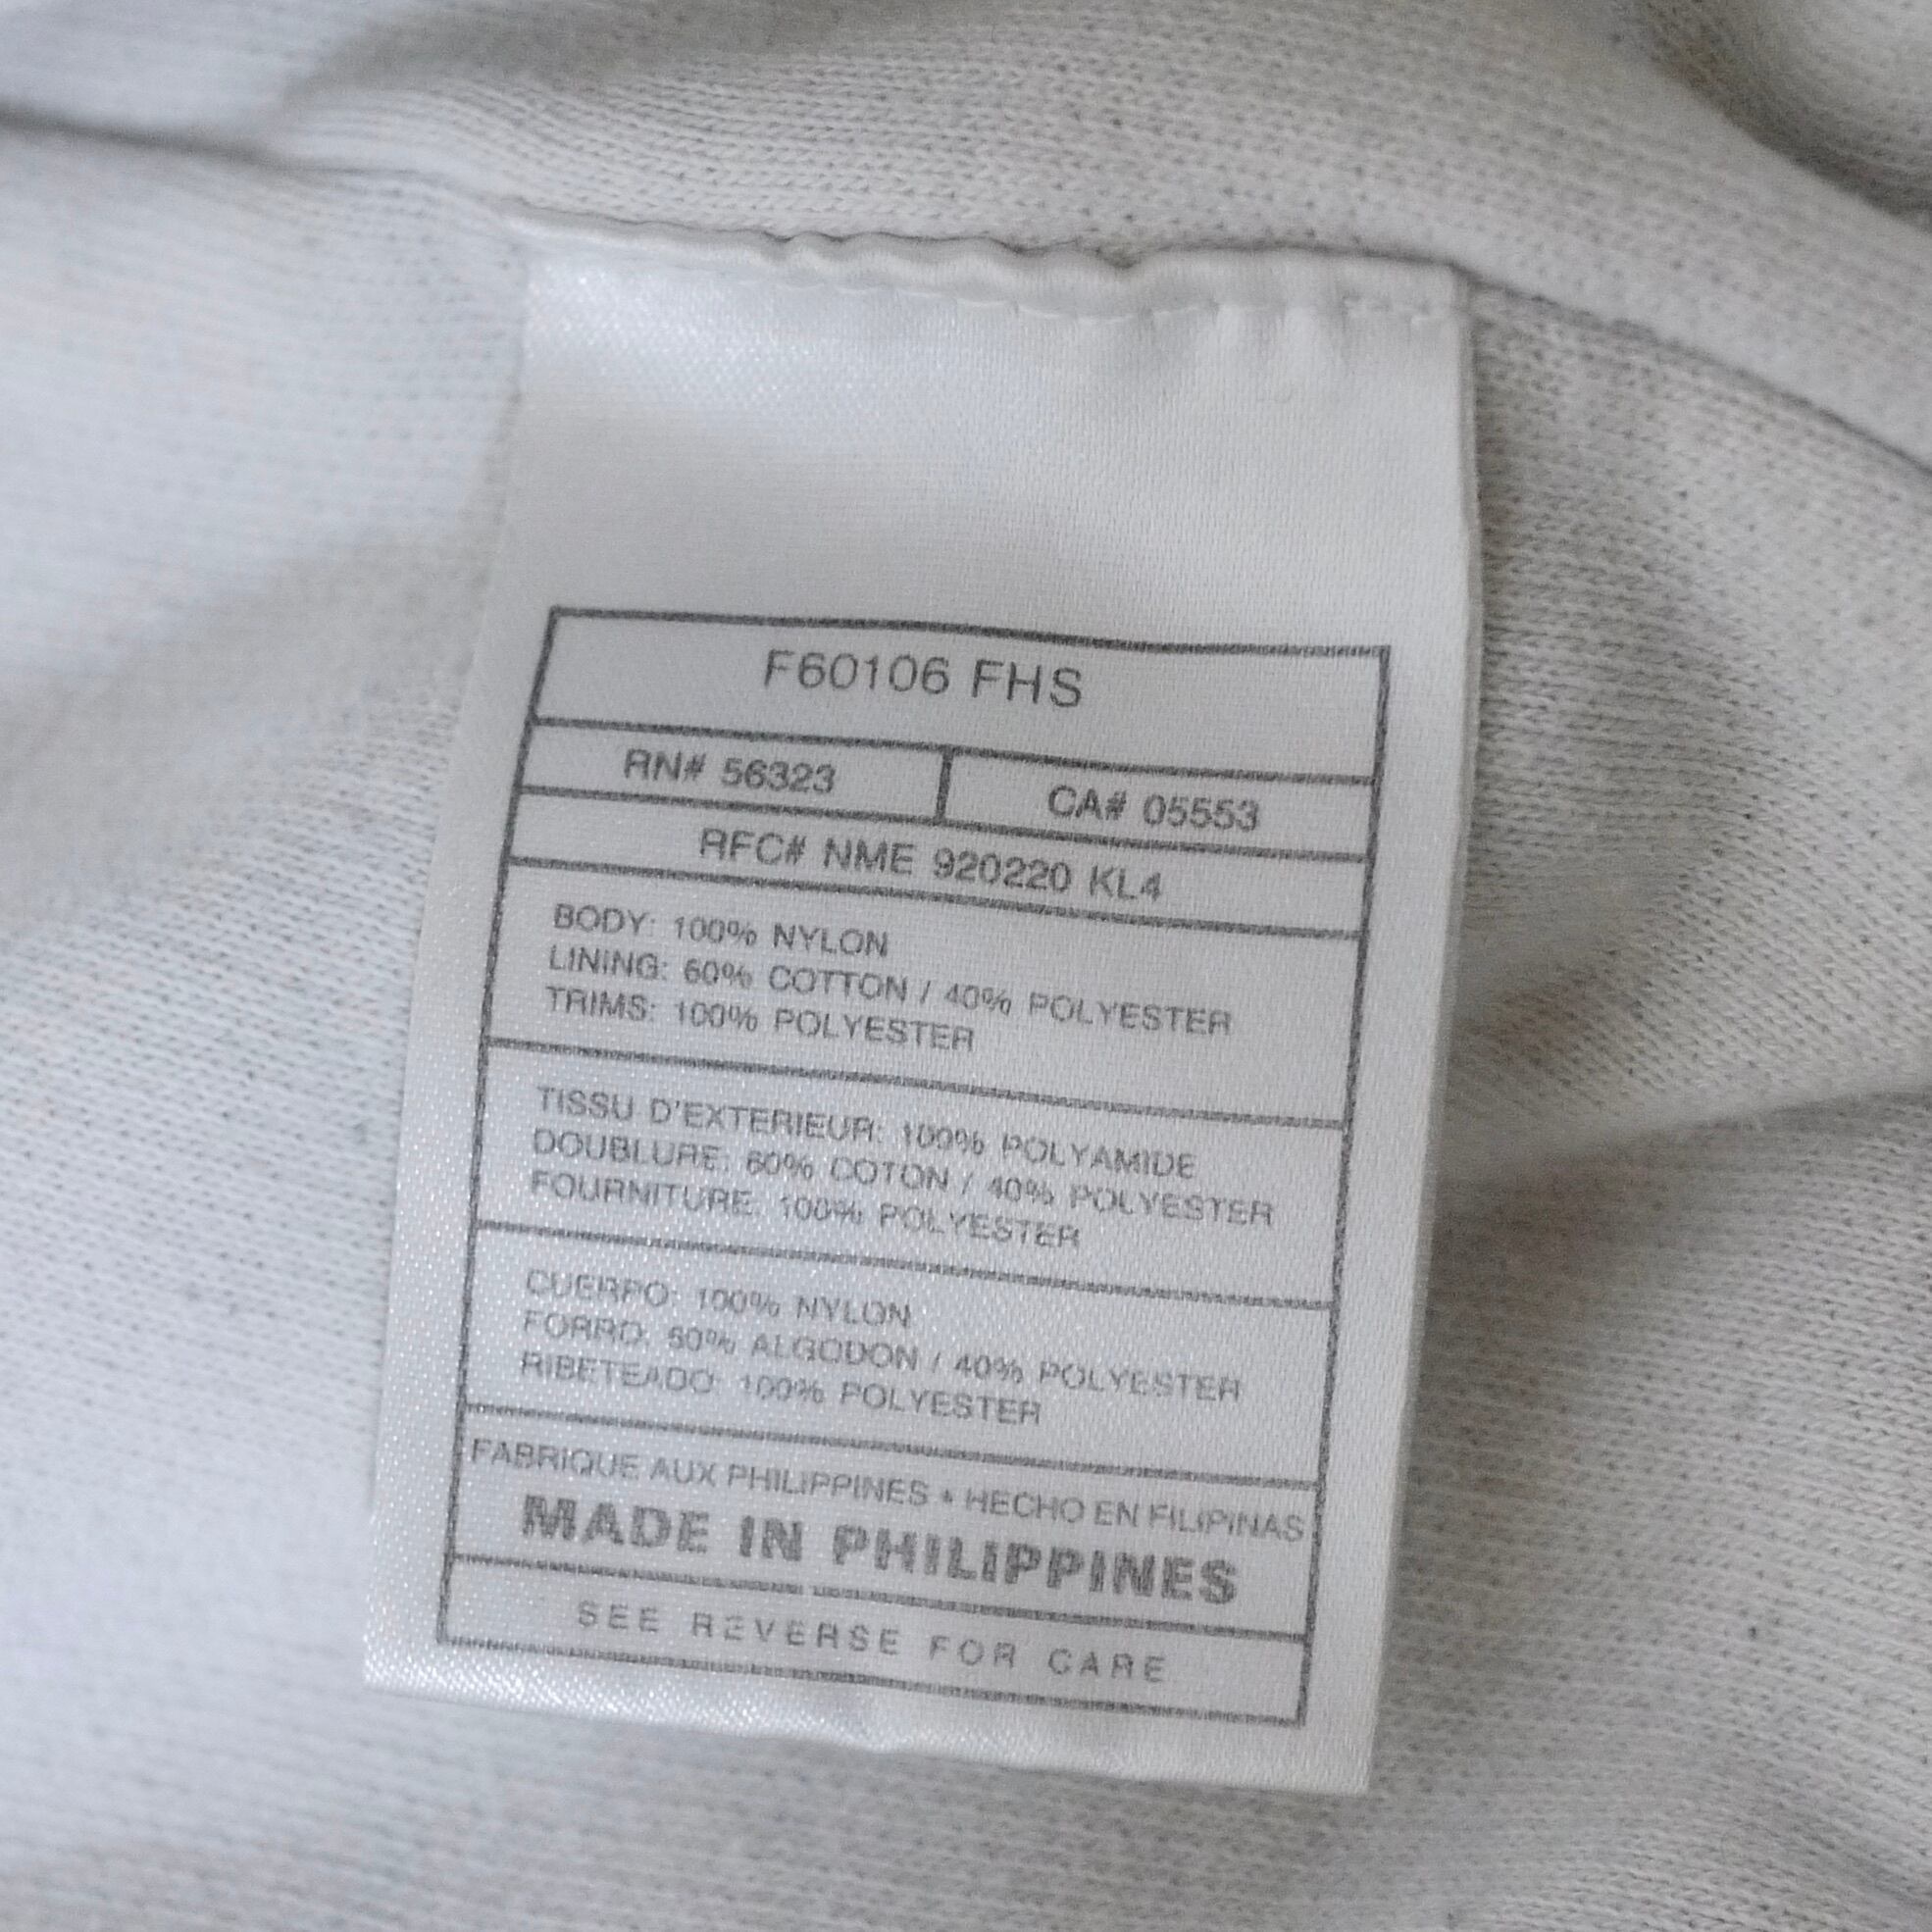 F60106 FHS
RN# 56323
CA# 05553
RFC# NME 920220 KL4
BODY: 100% NYLON
LINING: 60% COTTON / 40% POLYESTER
TRIMS: 100% POLYESTER
TISSU D'EXTERIEUR: 100% POLYAMIDE
DOUBLURE: 60% COTON / 40% POLYESTER
FOURNITURE: 100% POLYESTER
CUERPO: 100% NYLON
FORRO: 60% ALGODON / 40% POLYESTER
RIBETEADO: 100% POLYESTER
FABRIQUE AUX PHILIPPINES • HECHO EN FILIPINAS
MADE IN PHILIPPINES
SEE REVERSE FOR CARE